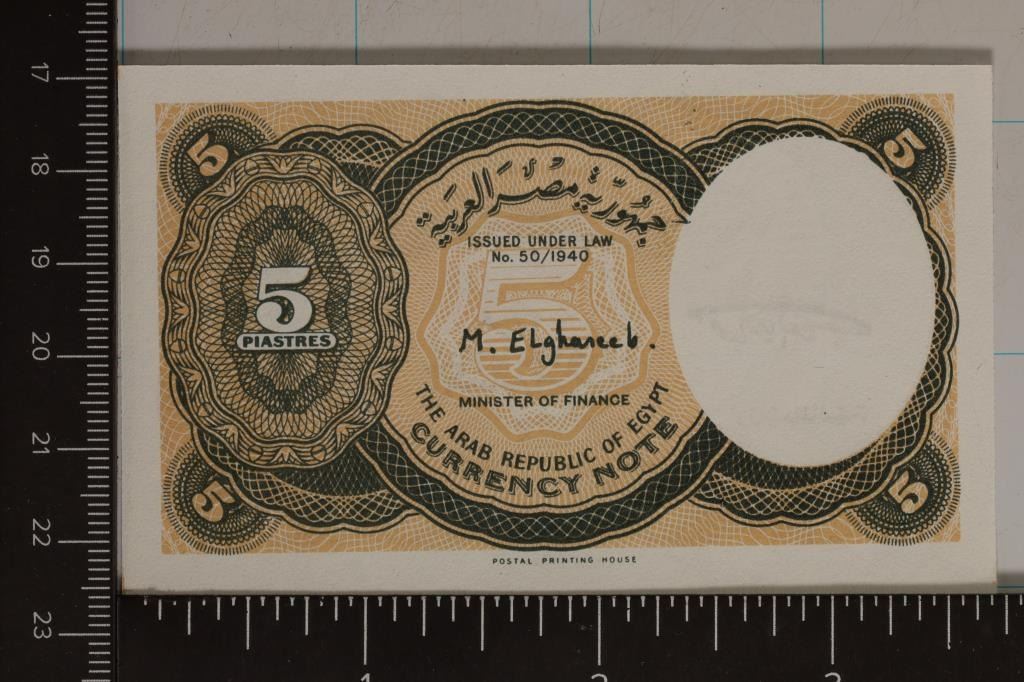 5
5
جمهورية مصر العربية
ISSUED UNDER LAW
No. 50/1940
5
5
PIASTRES
M. Elghareeb.
MINISTER OF FINANCE
THE ARAB REPUBLIC OF EGYPT
CURRENCY NOTE
5
5
POSTAL PRINTING HOUSE
17
18
19
20
21
22
23
1
2
3